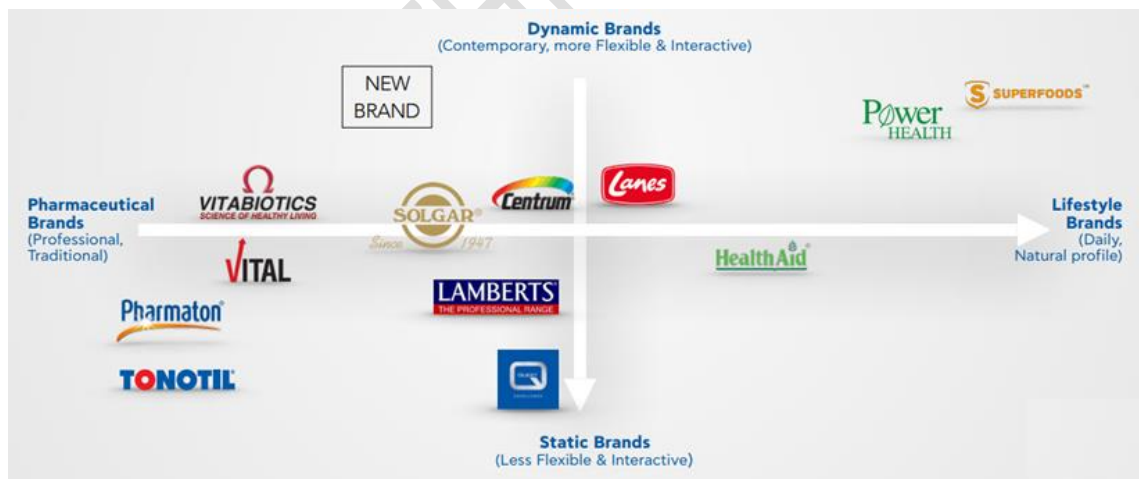 Dynamic Brands
(Contemporary, more Flexible & Interactive)
NEW
BRAND
S SUPERFOODS™
Power
HEALTH
Lanes
Centrum®
VITABIOTICS
SCIENCE OF HEALTHY LIVING
SOLGAR®
Since 1947
Pharmaceutical
Brands
(Professional,
Traditional)
Lifestyle
Brands
(Daily,
Natural profile)
VITAL
HealthAid®
LAMBERTS®
THE PROFESSIONAL RANGE
Pharmaton®
TONOTIL®
QUEST
Static Brands
(Less Flexible & Interactive)